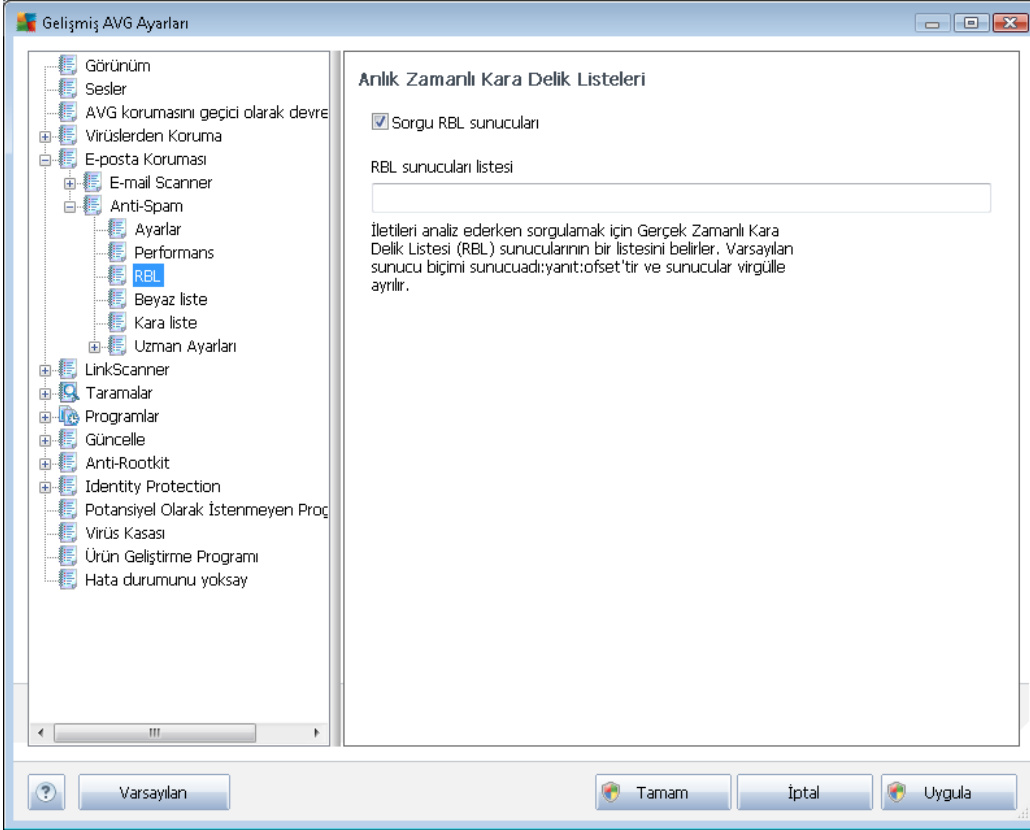 Gelişmiş AVG Ayarları
Görünüm
Sesler
AVG korumasını geçici olarak devre
Virüslerden Koruma
E-posta Koruması
E-mail Scanner
Anti-Spam
Ayarlar
Performans
RBL
Beyaz liste
Kara liste
Uzman Ayarları
LinkScanner
Taramalar
Programlar
Güncelle
Anti-Rootkit
Identity Protection
Potansiyel Olarak İstenmeyen Prog
Virüs Kasası
Ürün Geliştirme Programı
Hata durumunu yoksay
Anlık Zamanlı Kara Delik Listeleri
Sorgu RBL sunucuları
RBL sunucuları listesi
İletileri analiz ederken sorgulamak için Gerçek Zamanlı Kara
Delik Listesi (RBL) sunucularının bir listesini belirler. Varsayılan
sunucu biçimi sunucuadı:yanıt:ofset'tir ve sunucular virgülle
ayrılır.
?
Varsayılan
Tamam
İptal
Uygula